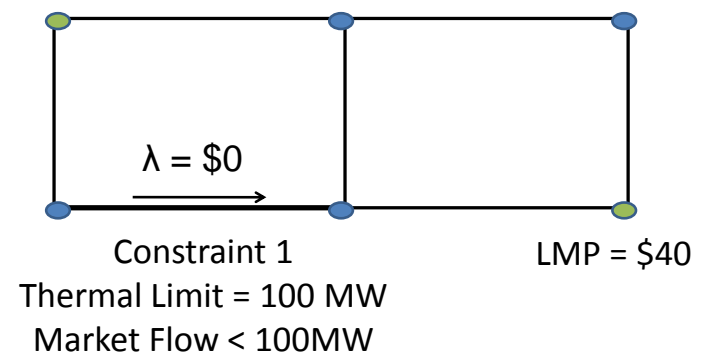 λ = $0
Constraint 1
LMP = $40
Thermal Limit = 100 MW
Market Flow < 100MW